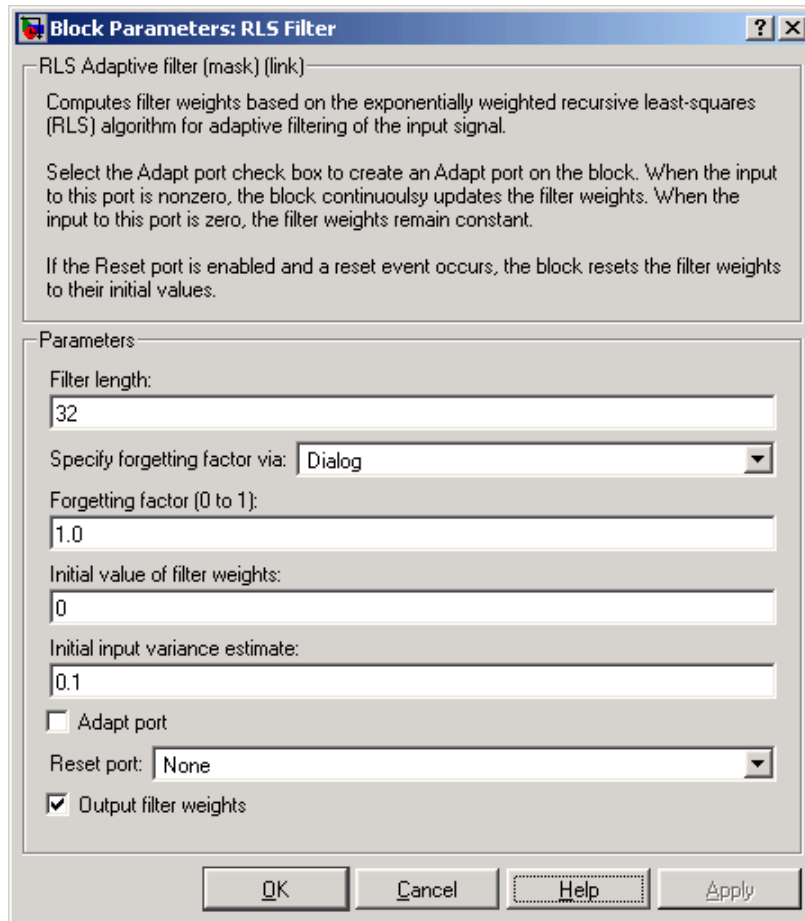 Block Parameters: RLS Filter
RLS Adaptive filter (mask) (link)
Computes filter weights based on the exponentially weighted recursive least-squares
(RLS) algorithm for adaptive filtering of the input signal.
Select the Adapt port check box to create an Adapt port on the block. When the input
to this port is nonzero, the block continuoulsy updates the filter weights. When the
input to this port is zero, the filter weights remain constant.
If the Reset port is enabled and a reset event occurs, the block resets the filter weights
to their initial values.
Parameters
Filter length:
32
Specify forgetting factor via: Dialog
Forgetting factor (0 to 1):
1.0
Initial value of filter weights:
0
Initial input variance estimate:
0.1
Adapt port
Reset port: None
Output filter weights
OK Cancel Help Apply